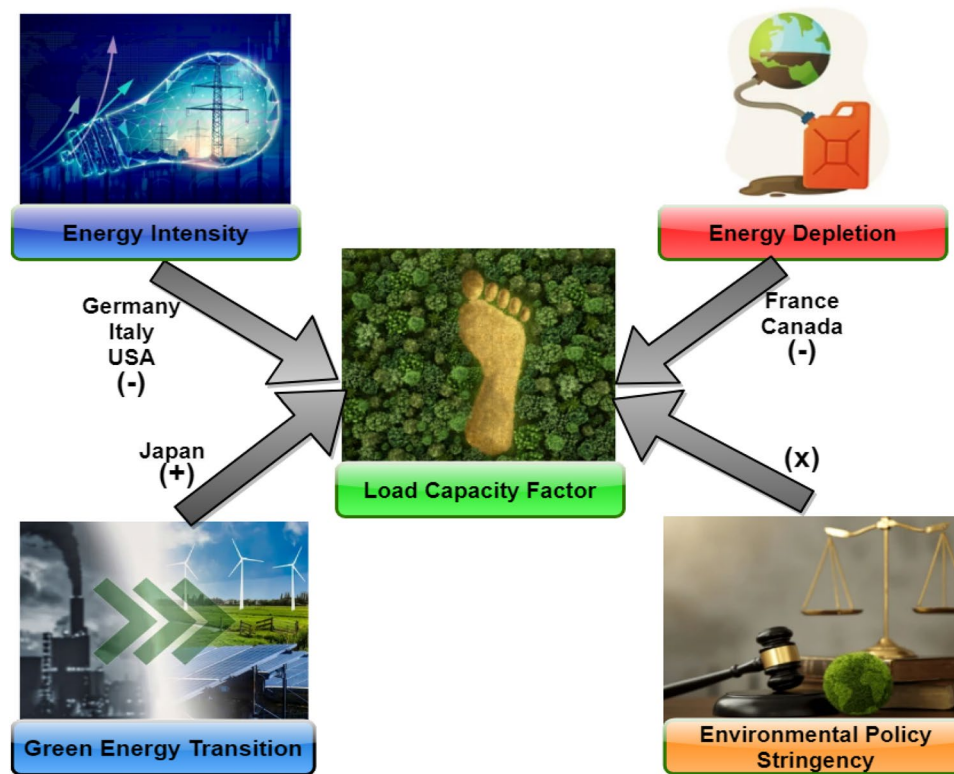 Energy Intensity
Energy Depletion
Germany
Italy
USA
(-)
France
Canada
(-)
Japan
(+)
(x)
Load Capacity Factor
Green Energy Transition
Environmental Policy
Stringency